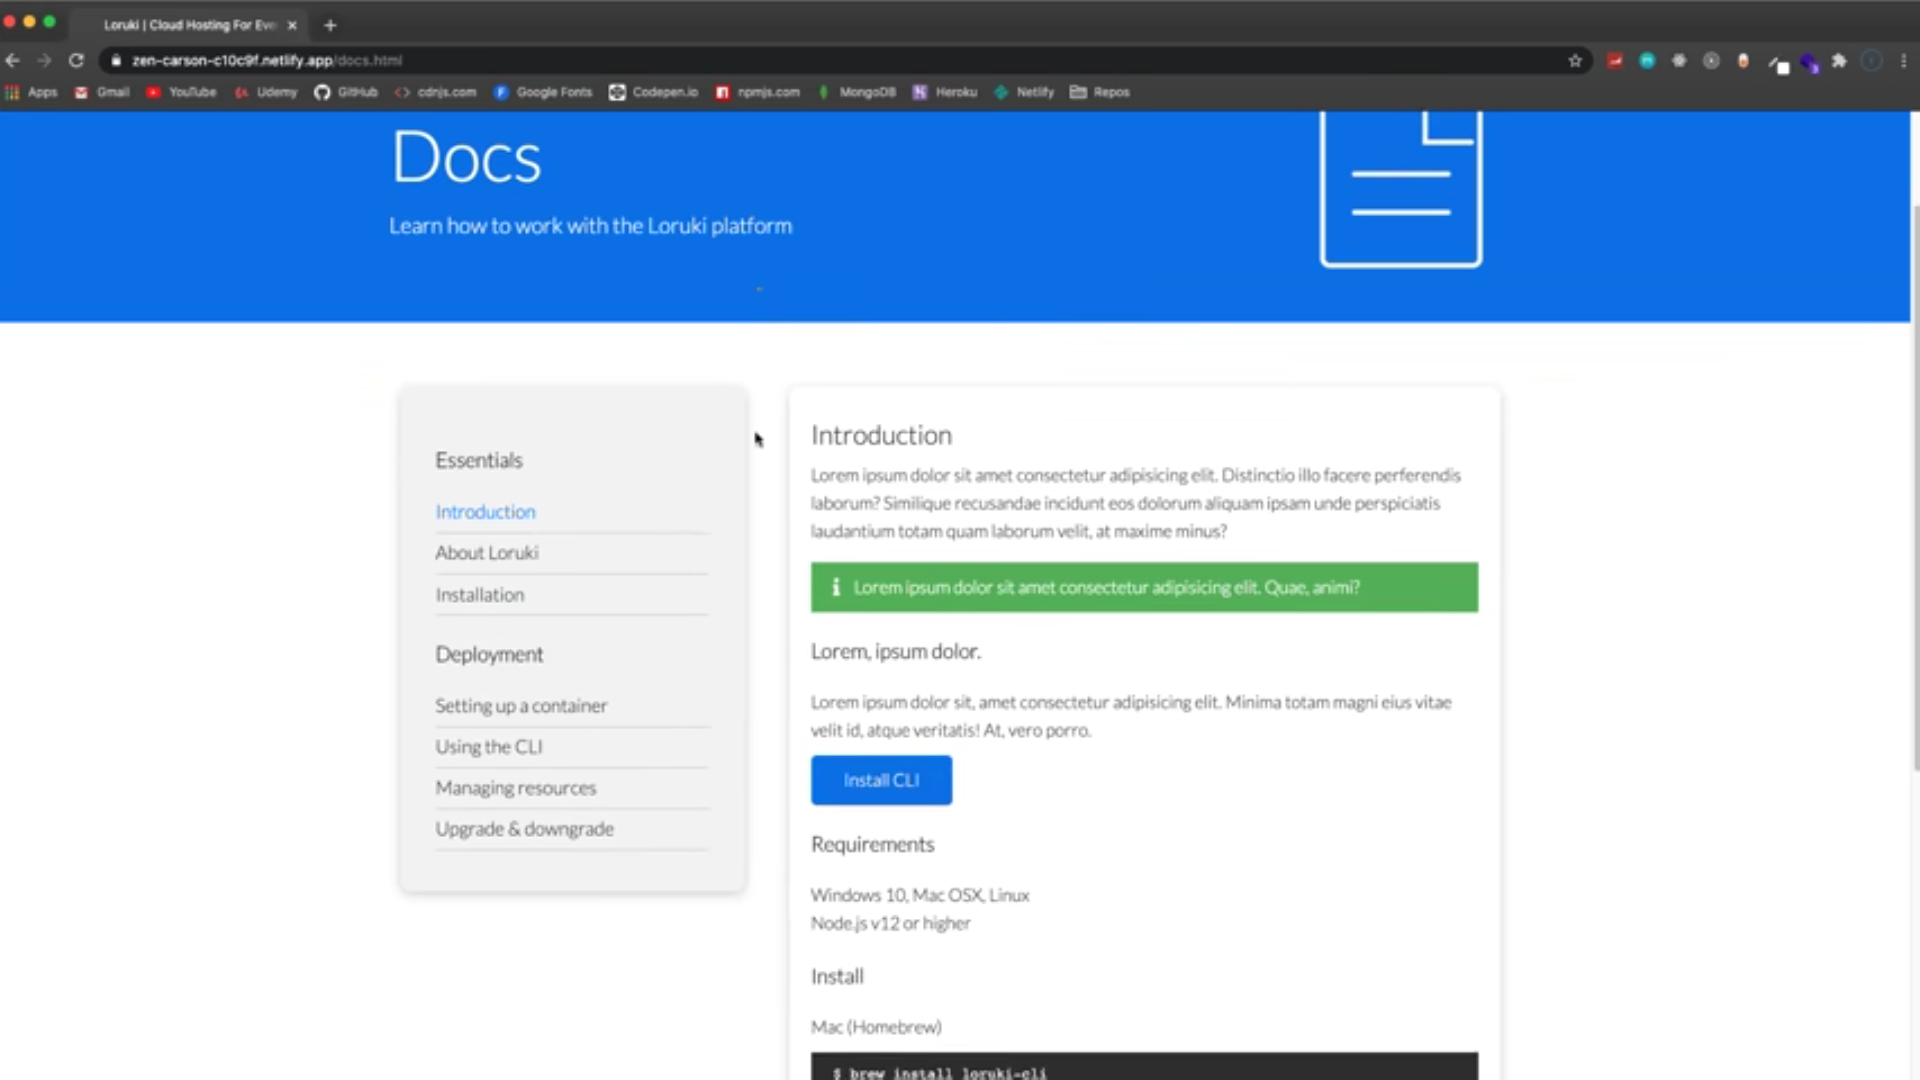 Loruki | Cloud Hosting For Eve
zen-carson-c10c9f.netlify.app/docs.html
Apps Gmail YouTube Udemy GitHub cdnjs.com Google Fonts Codepen.io npmjs.com MongoDB Heroku Netlify Repos
Docs
Learn how to work with the Loruki platform
Essentials
Introduction
About Loruki
Installation
Deployment
Setting up a container
Using the CLI
Managing resources
Upgrade & downgrade
Introduction
Lorem ipsum dolor sit amet consectetur adipisicing elit. Distinctio illo facere perferendis
laborum? Similique recusandae incidunt eos dolorum aliquam ipsam unde perspiciatis
laudantium totam quam laborum velit, at maxime minus?
Lorem ipsum dolor sit amet consectetur adipisicing elit. Quae, animi?
Lorem, ipsum dolor.
Lorem ipsum dolor sit, amet consectetur adipisicing elit. Minima totam magni eius vitae
velit id, atque veritatis! At, vero porro.
Install CLI
Requirements
Windows 10, Mac OSX, Linux
Node.js v12 or higher
Install
Mac (Homebrew)
$ brew install loruki-cli